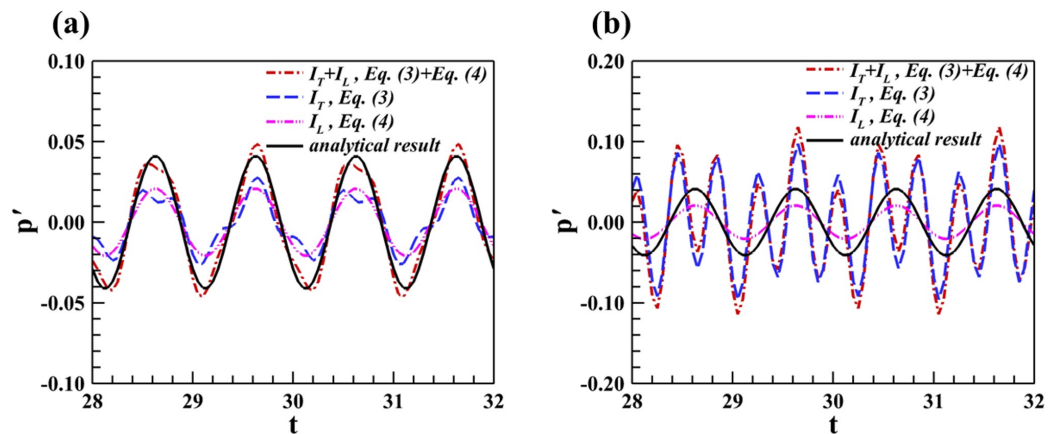 (a)
0.10
0.05
0.00
-0.05
-0.10
p′
28
29
30
31
32
t
I_T+I_L , Eq. (3)+Eq. (4)
I_T , Eq. (3)
I_L , Eq. (4)
analytical result
(b)
0.20
0.10
0.00
-0.10
-0.20
p′
28
29
30
31
32
t
I_T+I_L , Eq. (3)+Eq. (4)
I_T , Eq. (3)
I_L , Eq. (4)
analytical result